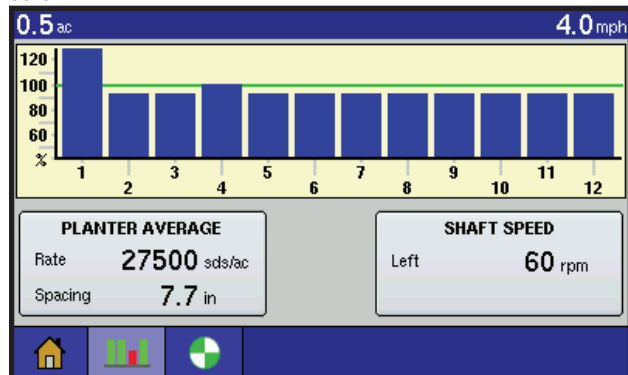 0.5 ac 4.0 mph
120
100
80
60
%
1 2 3 4 5 6 7 8 9 10 11 12
PLANTER AVERAGE
Rate 27500 sds/ac
Spacing 7.7 in
SHAFT SPEED
Left 60 rpm